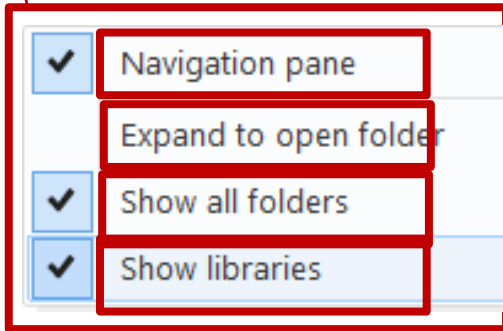 Navigation pane
Expand to open folder
Show all folders
Show libraries